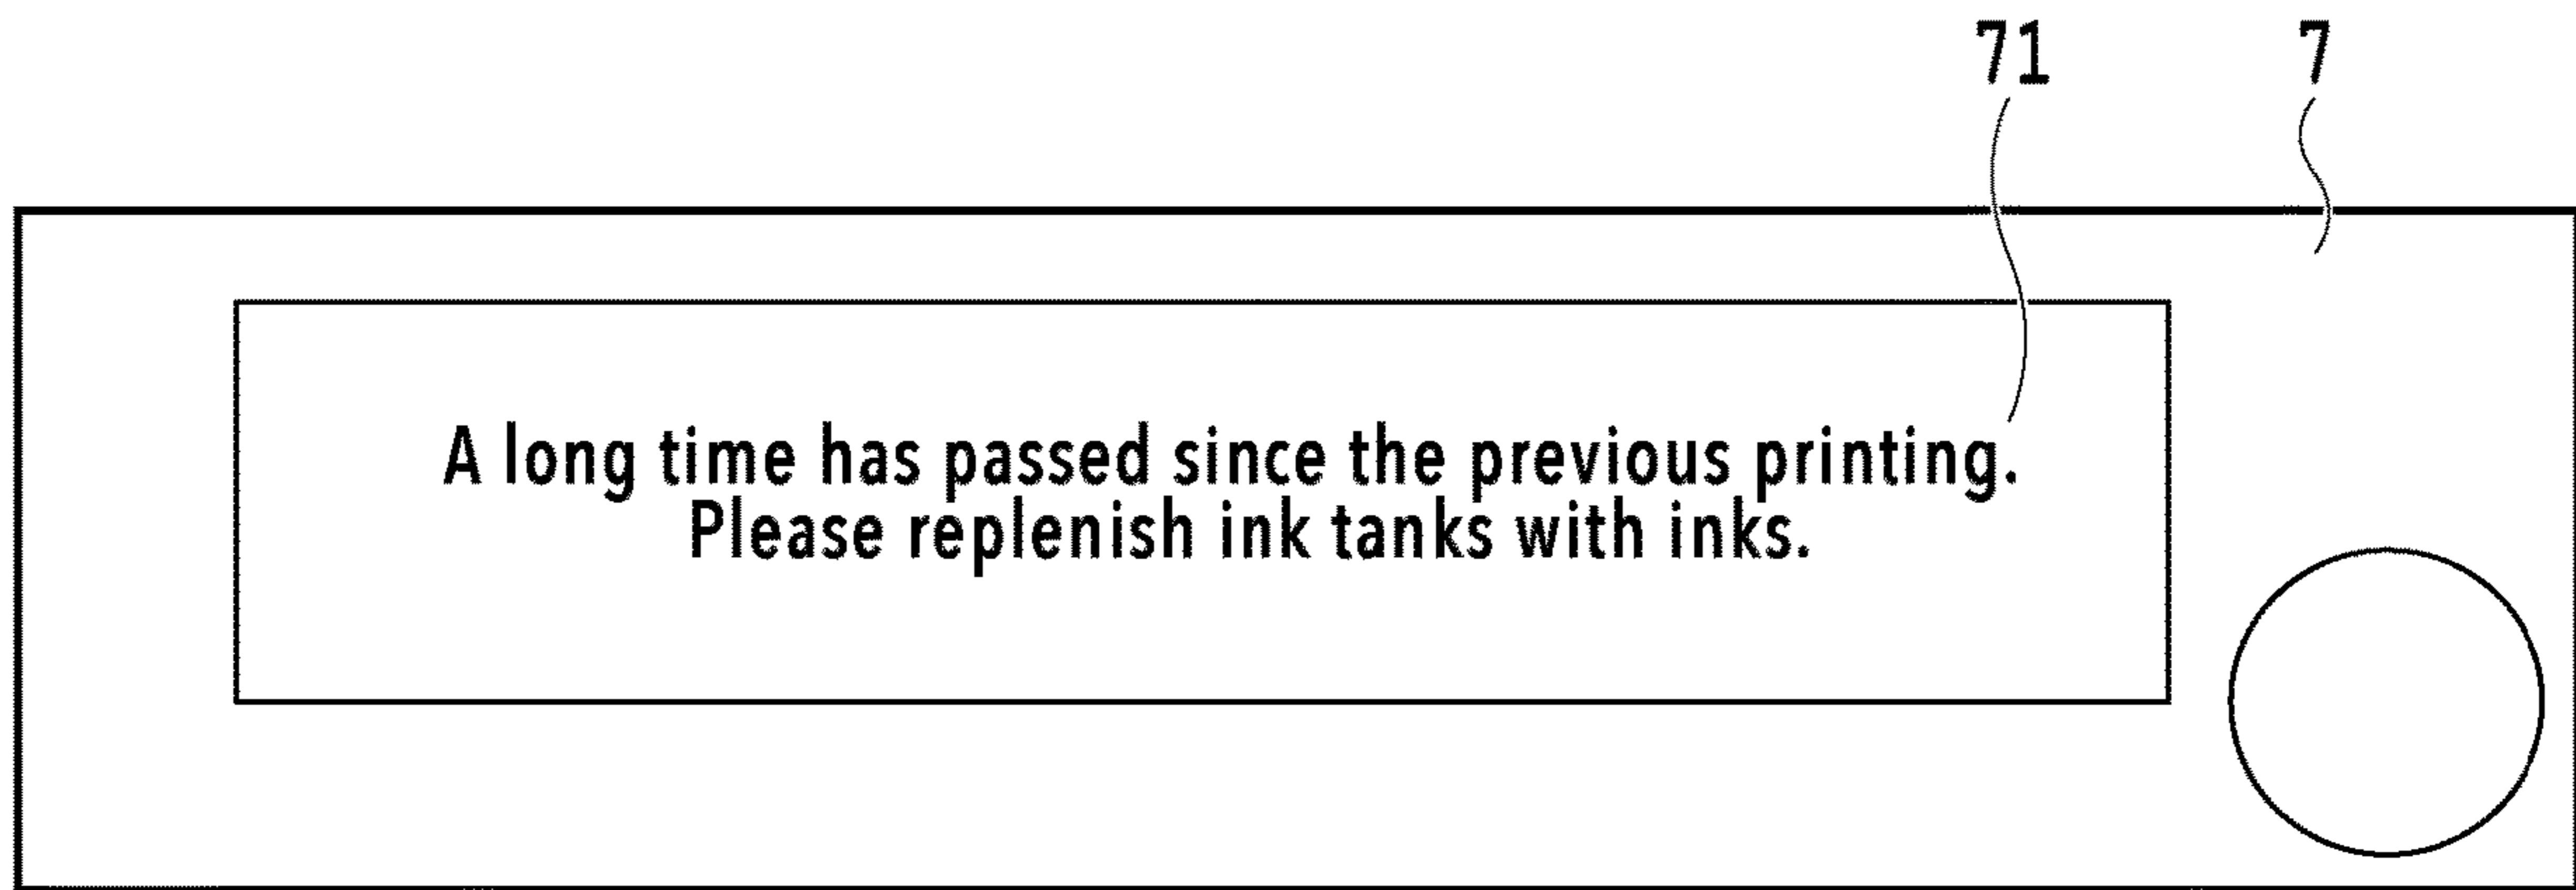 71 7
A long time has passed since the previous printing.
Please replenish ink tanks with inks.